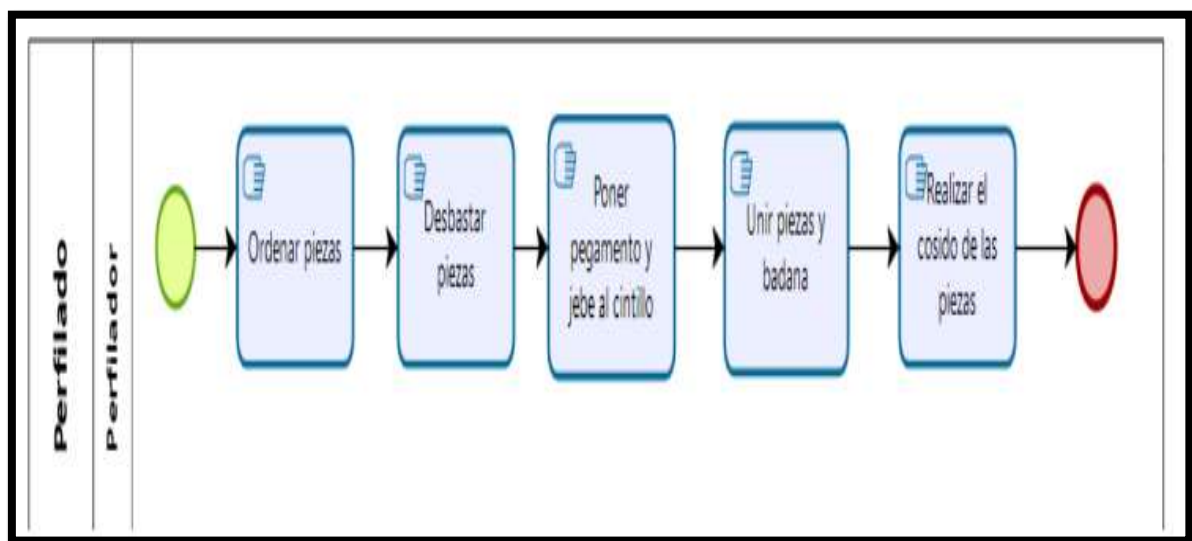 Perfilado
Perfilador
Ordenar piezas
Desbastar
piezas
Poner
pegamento y
jebe al cintillo
Unir piezas y
badana
Realizar el
cosido de las
piezas